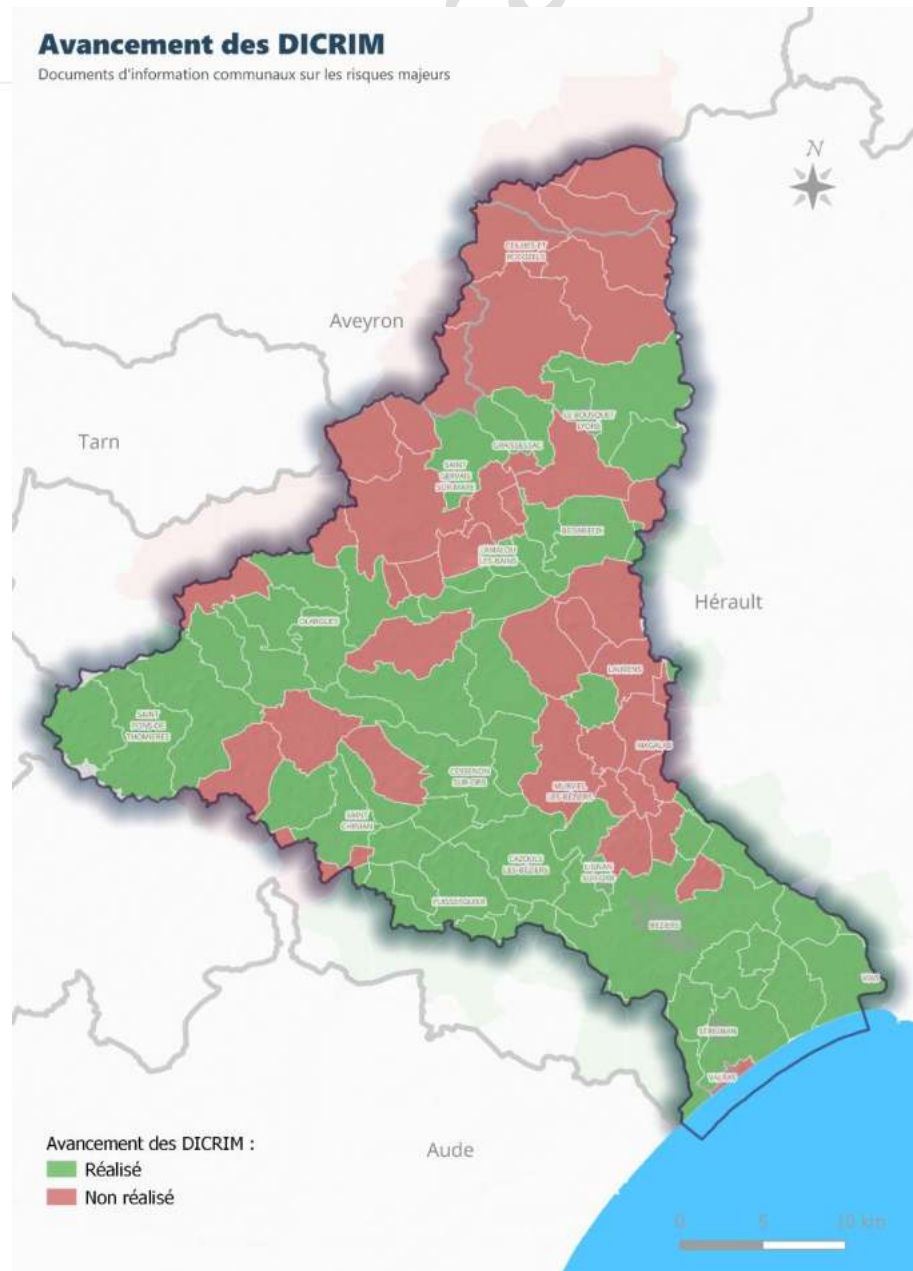 Avancement des DICRIM
Documents d'information communaux sur les risques majeurs
N
CEILHES ET
ROCOZELS
Aveyron
LE BOUSQUET
Tarn
GRAISSESSAC
SAINT
GERVAIS
SUR MARE
BEDARIEUX
LAMALOU
LES BAINS
Hérault
OLARGUES
LAURENS
SAINT
PONS DE
THOMIERES
MAGALAS
CESSENON
SUR ORB
MURVIEL
LES BEZIERS
SAINT
CHINIAN
CAZOULS
LES BEZIERS
LIGNAN
SUR ORB
PUISSERGUIER
BEZIERS
VIAS
SERIGNAN
VALRAS
Avancement des DICRIM :
Réalisé
Non réalisé
Aude
0 5 10 km